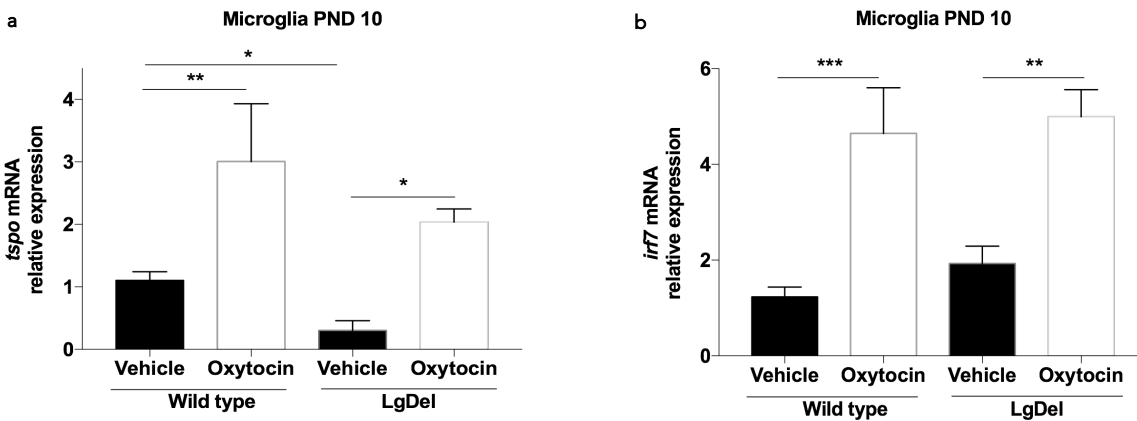 a
Microglia PND 10
*
**
*
4
3
2
1
0
tspo mRNA
relative expression
Vehicle Oxytocin Vehicle Oxytocin
Wild type LgDel
b
Microglia PND 10
***
**
6
4
2
0
irf7 mRNA
relative expression
Vehicle Oxytocin Vehicle Oxytocin
Wild type LgDel